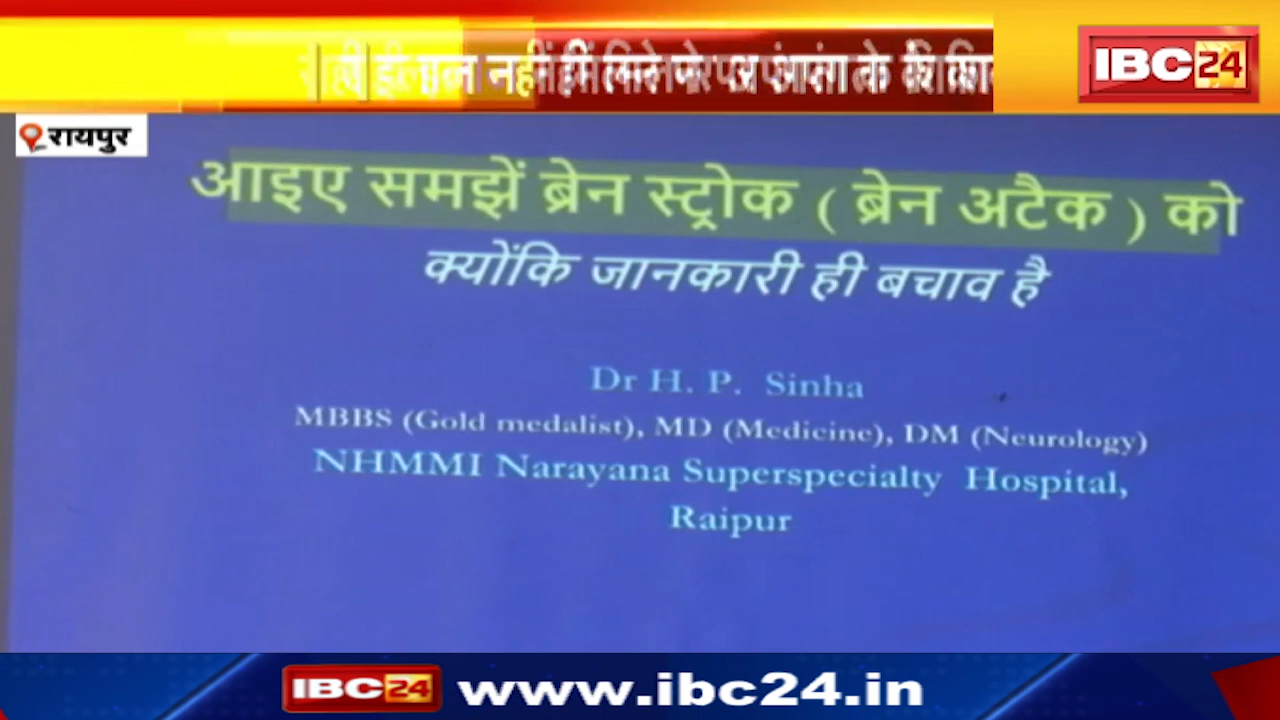 IBC24
रायपुर
आइए समझें ब्रेन स्ट्रोक ( ब्रेन अटैक ) को
क्योंकि जानकारी ही बचाव है
Dr H. P. Sinha
MBBS (Gold medalist), MD (Medicine), DM (Neurology)
NHMMI Narayana Superspecialty Hospital,
Raipur
IBC24 www.ibc24.in